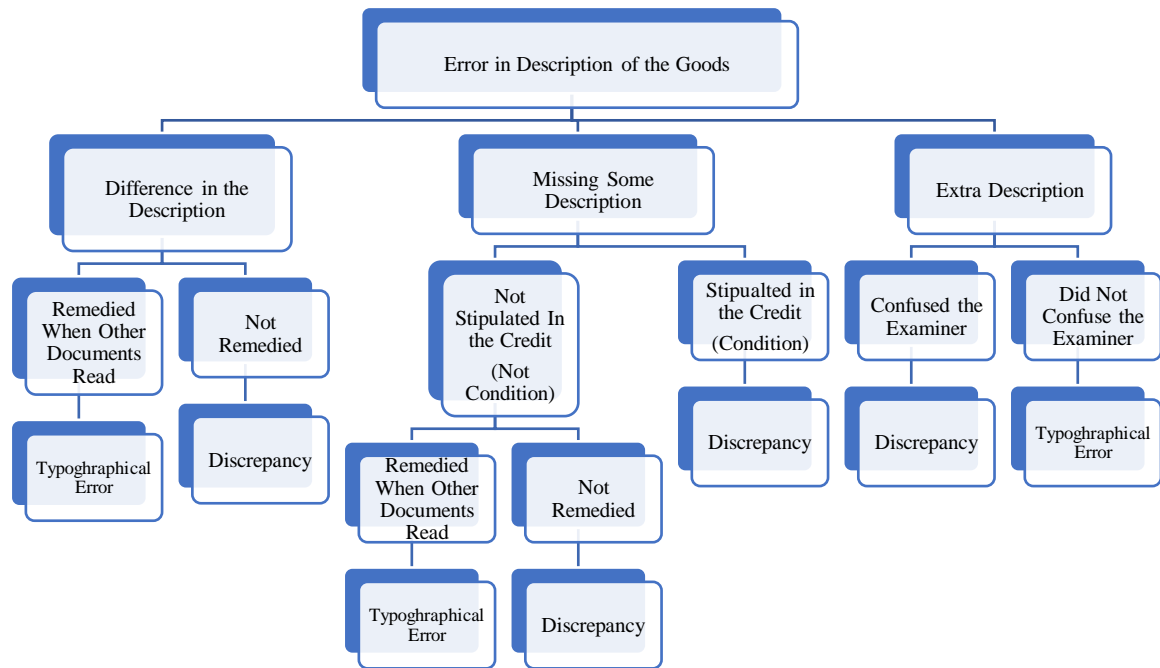 Error in Description of the Goods
Difference in the
Description
Missing Some
Description
Extra Description
Remedied
When Other
Documents
Read
Not
Remedied
Not
Stipulated In
the Credit
(Not
Condition)
Stipualted in
the Credit
(Condition)
Confused the
Examiner
Did Not
Confuse the
Examiner
Typoghraphical
Error
Discrepancy
Remedied
When Other
Documents
Read
Not
Remedied
Discrepancy
Discrepancy
Typoghraphical
Error
Typoghraphical
Error
Discrepancy